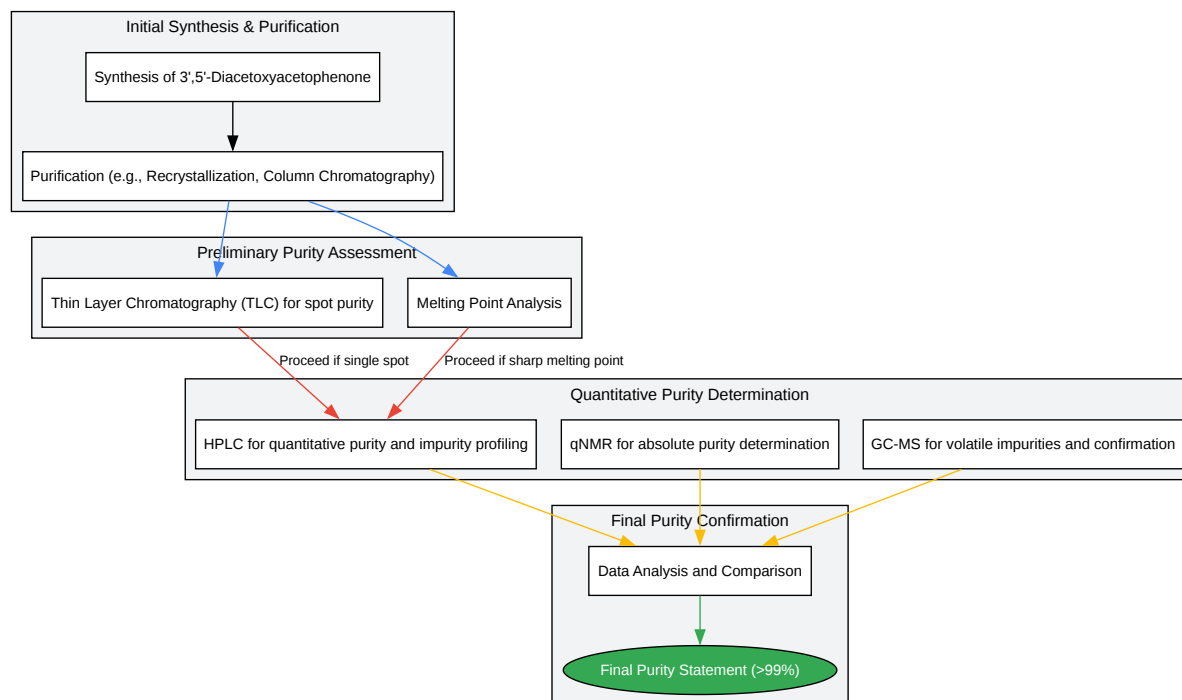 Initial Synthesis & Purification
Synthesis of 3',5'-Diacetoxyacetophenone
Purification (e.g., Recrystallization, Column Chromatography)
Preliminary Purity Assessment
Thin Layer Chromatography (TLC) for spot purity
Melting Point Analysis
Proceed if single spot
Proceed if sharp melting point
Quantitative Purity Determination
HPLC for quantitative purity and impurity profiling
qNMR for absolute purity determination
GC-MS for volatile impurities and confirmation
Final Purity Confirmation
Data Analysis and Comparison
Final Purity Statement (>99%)